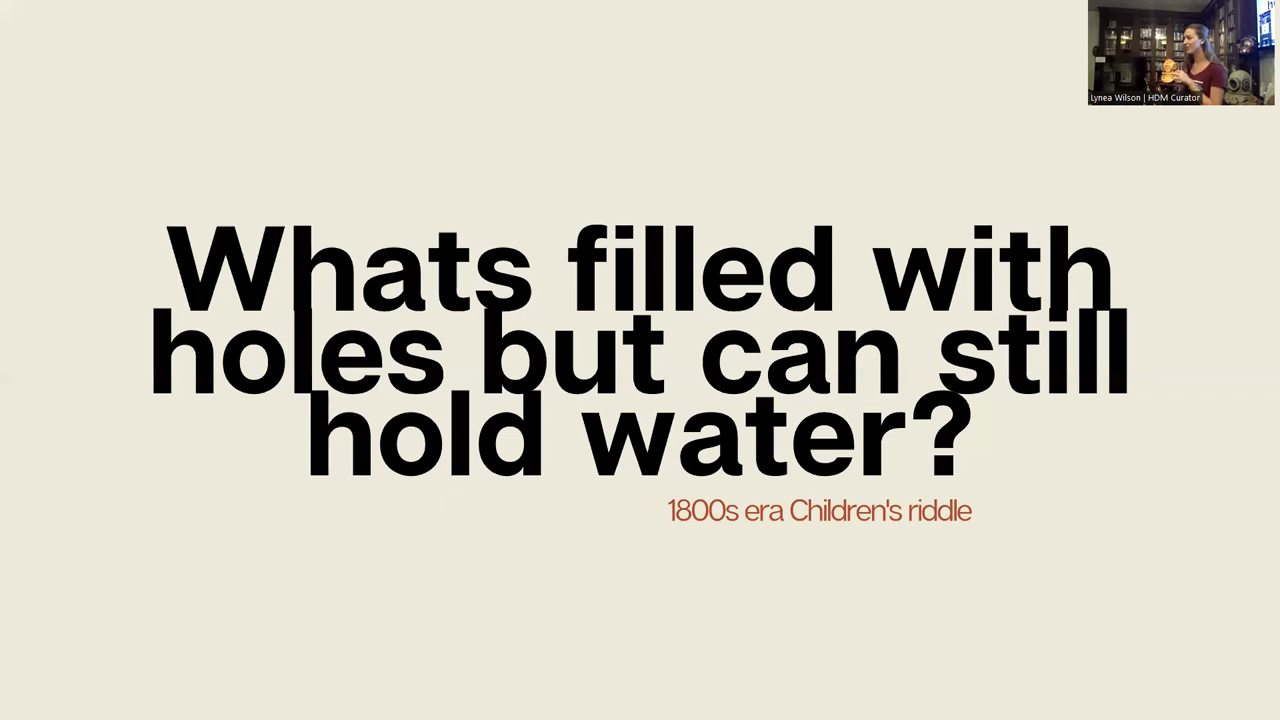 Lynea Wilson | HDM Curator
Whats filled with
holes but can still
hold water?
1800s era Children's riddle